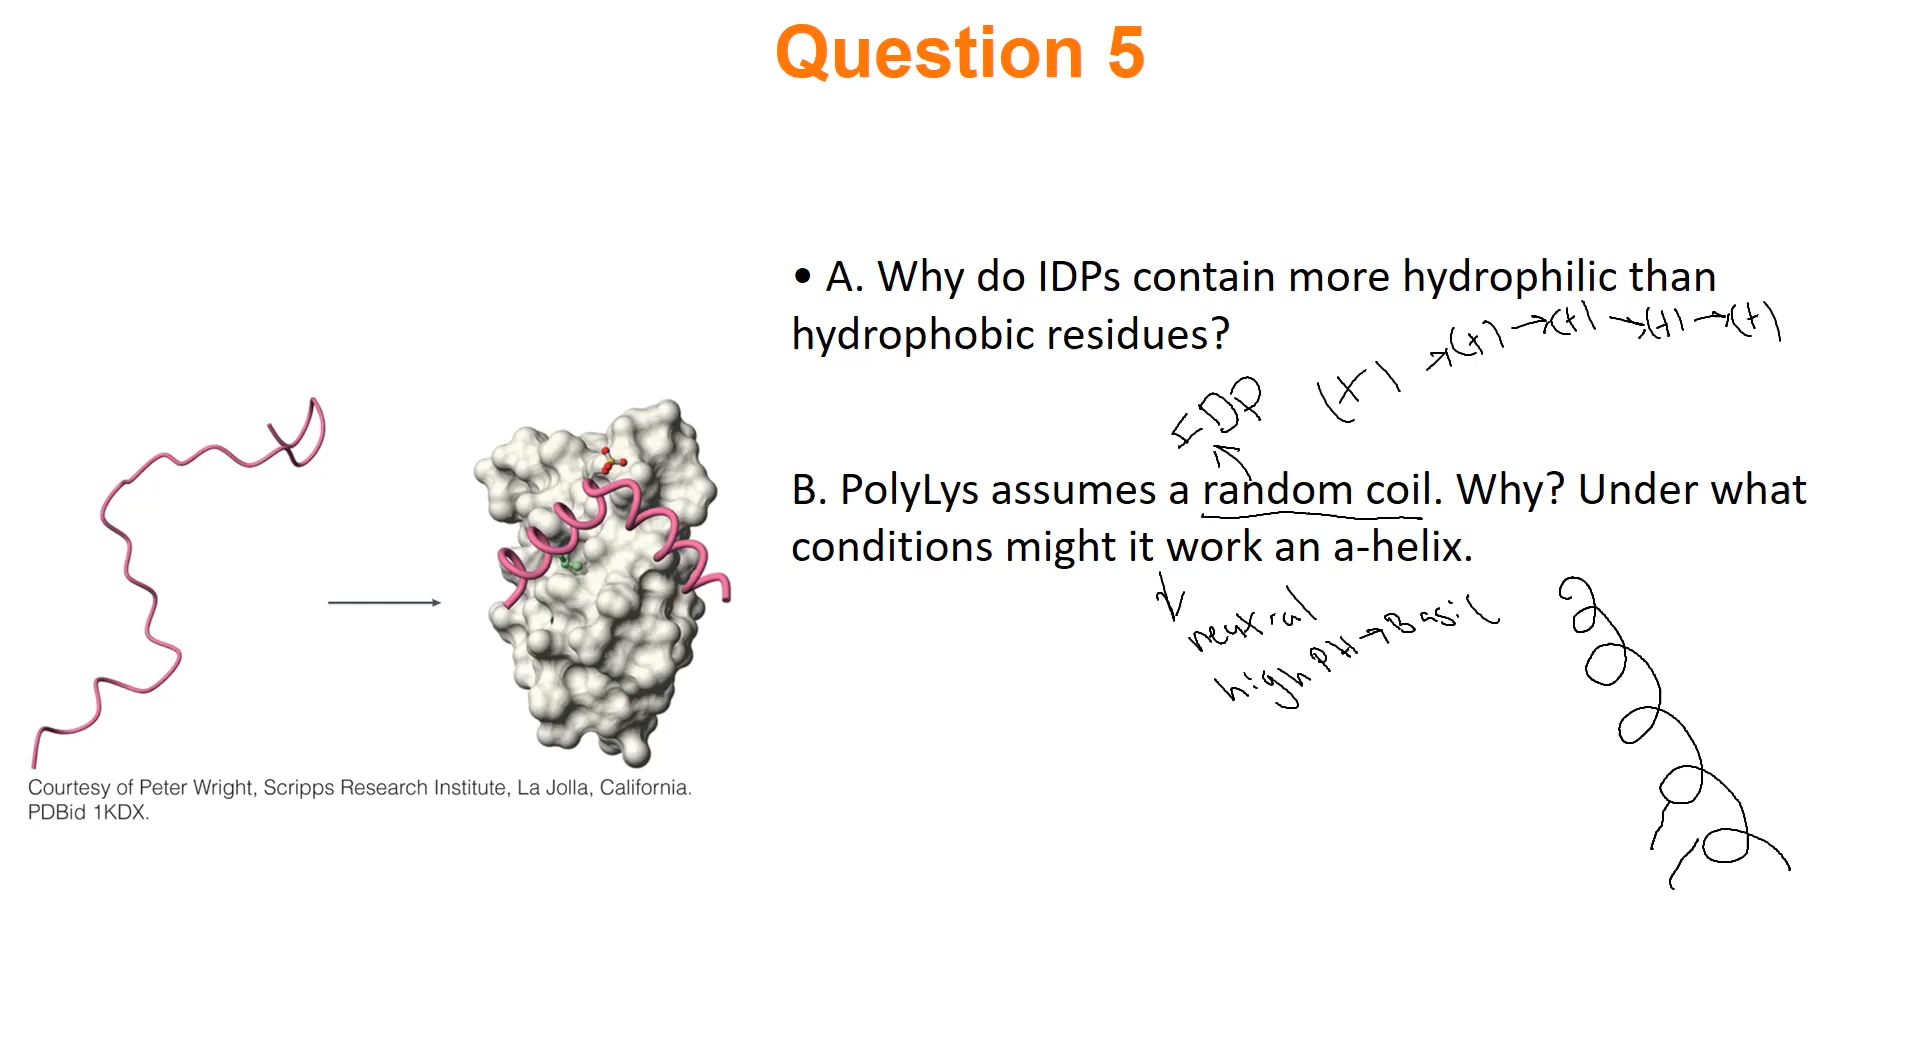 Question 5
• A. Why do IDPs contain more hydrophilic than
hydrophobic residues?
(+) →(+) →(+) →(+) →(+)
IDP
B. PolyLys assumes a random coil. Why? Under what
conditions might it work an a-helix.
neutral
high PH→Basic
Courtesy of Peter Wright, Scripps Research Institute, La Jolla, California.
PDBid 1KDX.